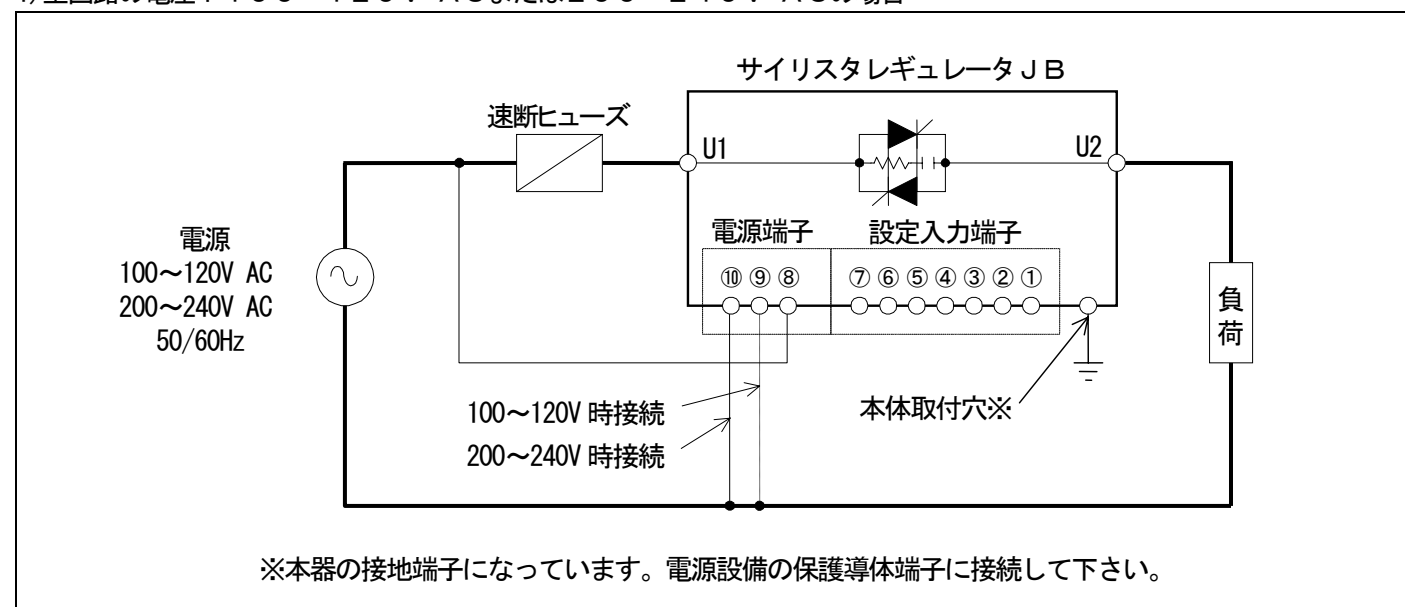 サイリスタレギュレータＪＢ
速断ヒューズ
U1
U2
電源端子
設定入力端子
⑩ ⑨ ⑧
⑦ ⑥ ⑤ ④ ③ ② ①
電源
100～120V AC
200～240V AC
50/60Hz
負荷
100～120V 時接続
200～240V 時接続
本体取付穴※
※本器の接地端子になっています。電源設備の保護導体端子に接続して下さい。